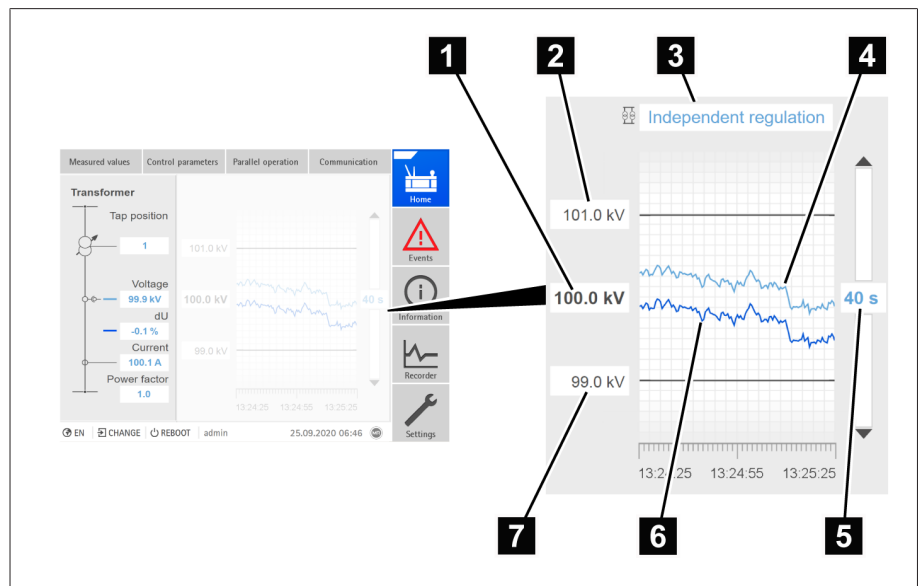 1
2
3
4
Independent regulation
Measured values
Control parameters
Parallel operation
Communication
Home
Transformer
Tap position
1
Voltage
99.9 kV
dU
-0.1 %
Current
100.1 A
Power factor
1.0
101.0 kV
100.0 kV
99.0 kV
40 s
13:24:25
13:24:55
13:25:25
Events
Information
Recorder
Settings
EN
CHANGE
REBOOT
admin
25.09.2020 06:46
101.0 kV
100.0 kV
99.0 kV
40 s
13:24:25
13:24:55
13:25:25
7
6
5